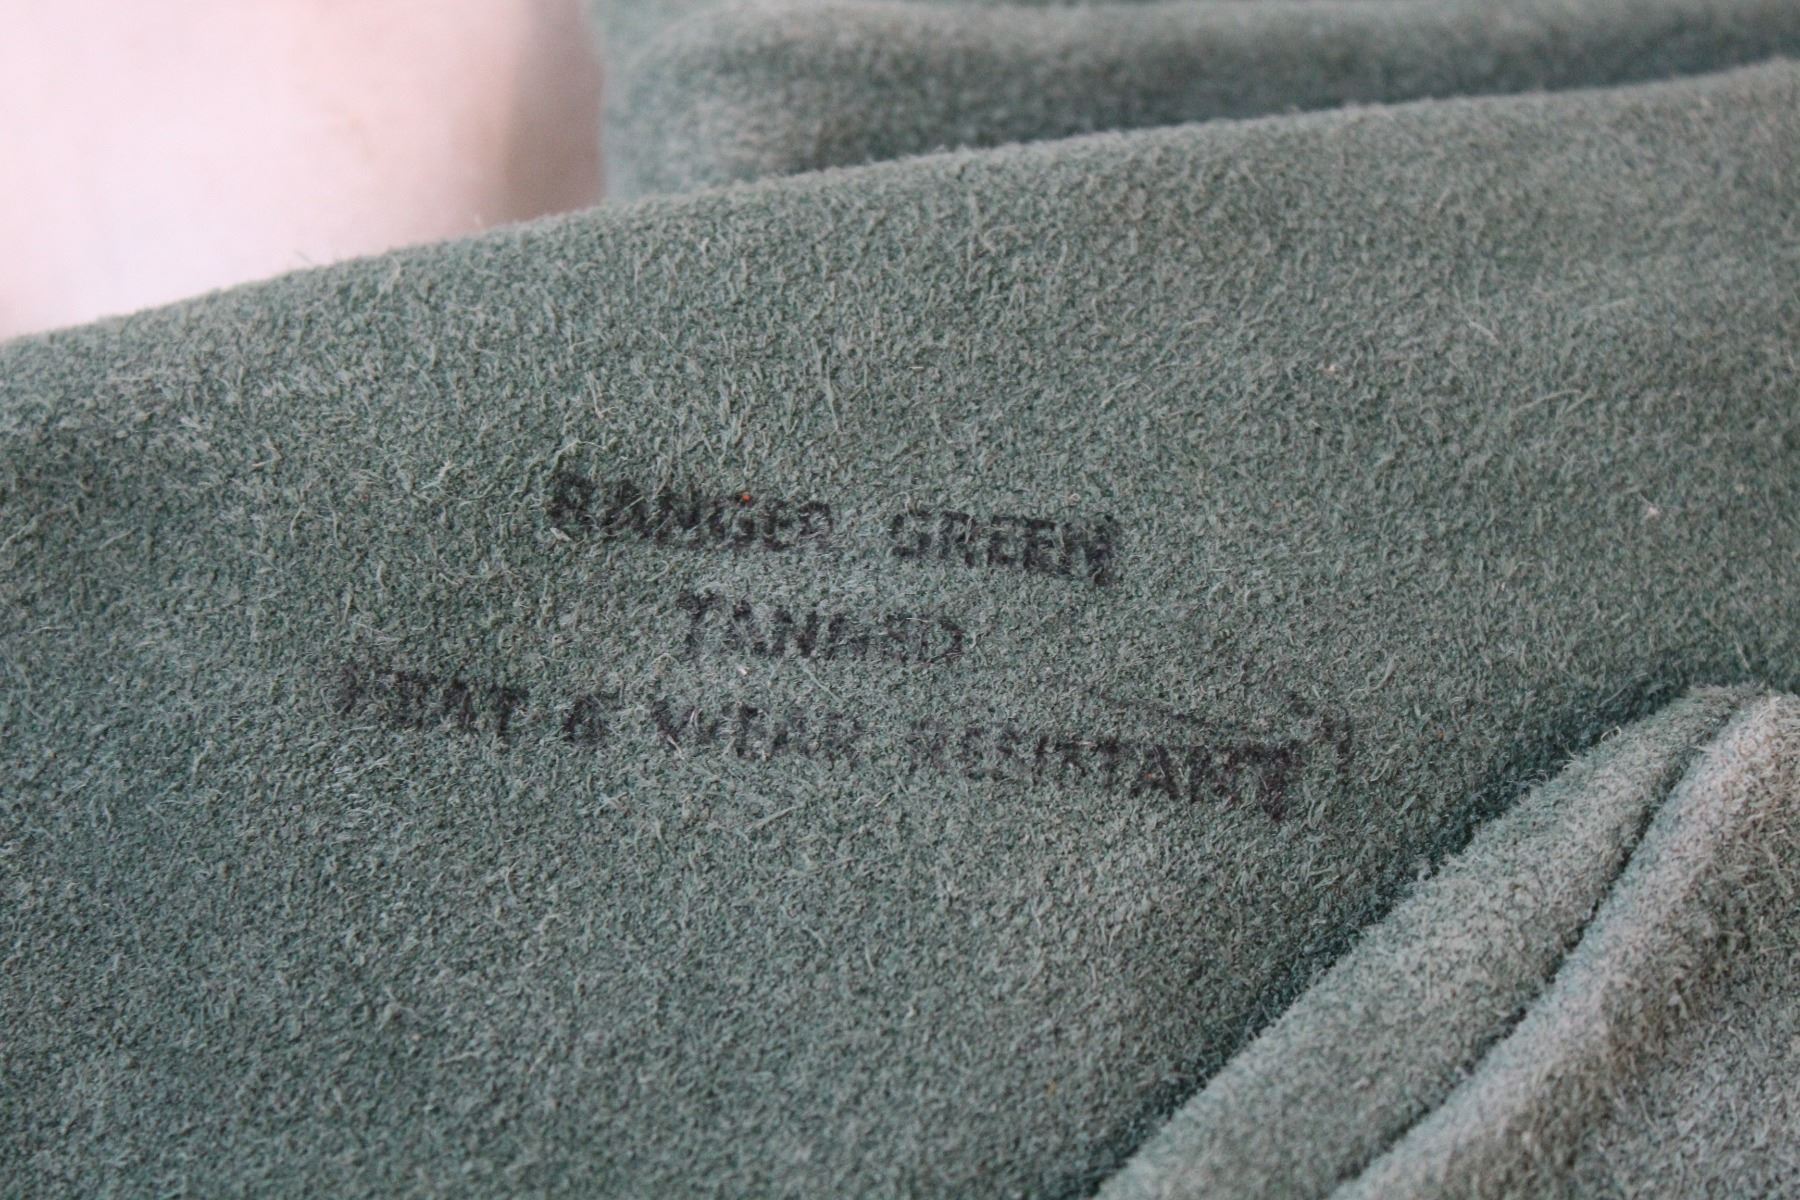 RANGER GREEN
TANNED
HEAT & WEAR RESISTANT